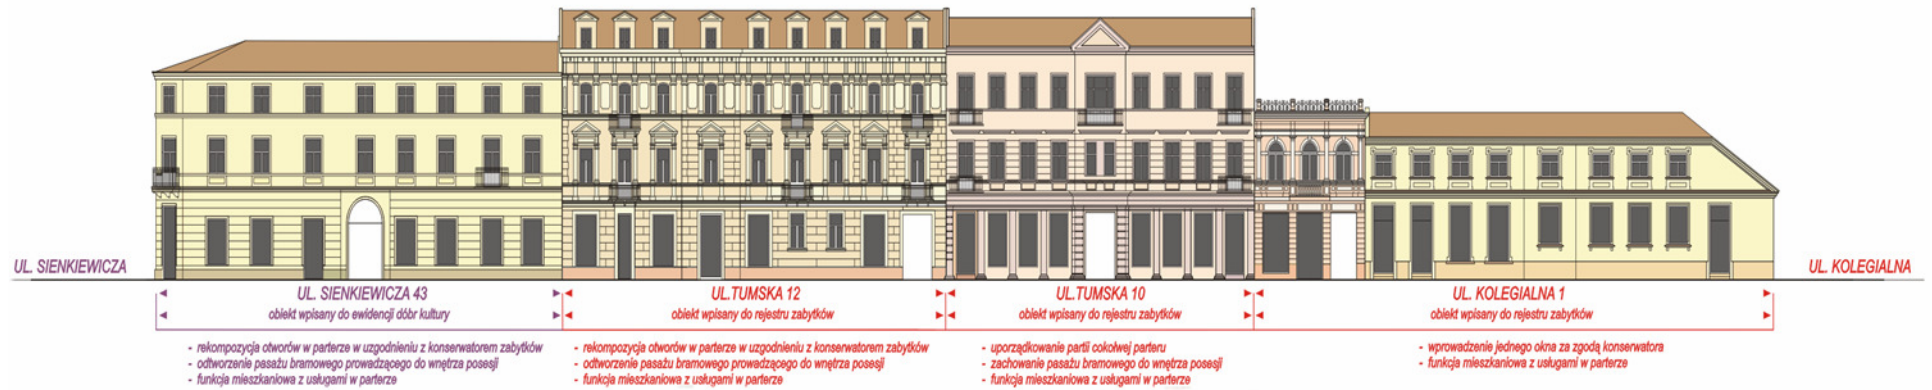 UL. SIENKIEWICZA
UL. KOLEGIALNA
UL. SIENKIEWICZA 43
obiekt wpisany do ewidencji dóbr kultury
- rekompozycja otworów w parterze w uzgodnieniu z konserwatorem zabytków
- odtworzenie pasażu bramowego prowadzącego do wnętrza posesji
- funkcja mieszkaniowa z usługami w parterze
UL.TUMSKA 12
obiekt wpisany do rejestru zabytków
- rekompozycja otworów w parterze w uzgodnieniu z konserwatorem zabytków
- odtworzenie pasażu bramowego prowadzącego do wnętrza posesji
- funkcja mieszkaniowa z usługami w parterze
UL.TUMSKA 10
obiekt wpisany do rejestru zabytków
- uporządkowanie partii cokołwej parteru
- zachowanie pasażu bramowego do wnętrza posesji
- funkcja mieszkaniowa z usługami w parterze
UL. KOLEGIALNA 1
obiekt wpisany do rejestru zabytków
- wprowadzenie jednego okna za zgodą konserwatora
- funkcja mieszkaniowa z usługami w parterze